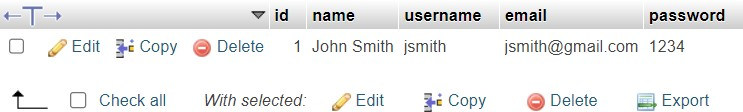 id name username email password
Edit Copy Delete 1 John Smith jsmith jsmith@gmail.com 1234
Check all With selected: Edit Copy Delete Export